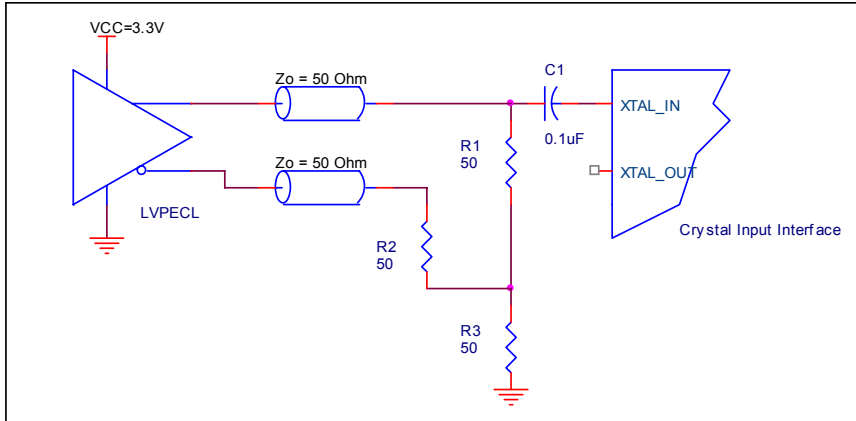 VCC=3.3V
Zo = 50 Ohm
C1
0.1uF
XTAL_IN
R1
50
Zo = 50 Ohm
XTAL_OUT
LVPECL
R2
50
Crystal Input Interface
R3
50